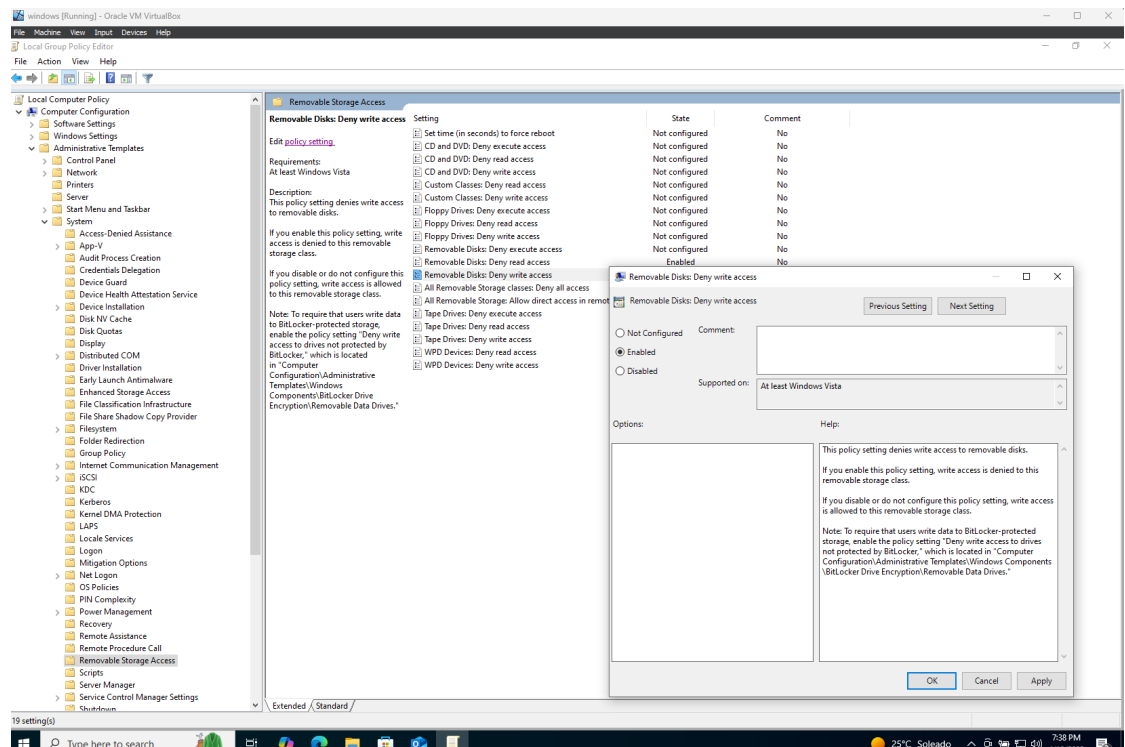 windows [Running] - Oracle VM VirtualBox
File Machine View Input Devices Help
Local Group Policy Editor
File Action View Help
Local Computer Policy
Computer Configuration
Software Settings
Windows Settings
Administrative Templates
Control Panel
Network
Printers
Server
Start Menu and Taskbar
System
Access-Denied Assistance
App-V
Audit Process Creation
Credentials Delegation
Device Guard
Device Health Attestation Service
Device Installation
Disk NV Cache
Disk Quotas
Display
Distributed COM
Driver Installation
Early Launch Antimalware
Enhanced Storage Access
File Classification Infrastructure
File Share Shadow Copy Provider
Filesystem
Folder Redirection
Group Policy
Internet Communication Management
iSCSI
KDC
Kerberos
Kernel DMA Protection
LAPS
Locale Services
Logon
Mitigation Options
Net Logon
OS Policies
PIN Complexity
Power Management
Recovery
Remote Assistance
Remote Procedure Call
Removable Storage Access
Scripts
Server Manager
Service Control Manager Settings
Shutdown
Removable Storage Access
Removable Disks: Deny write access
Edit policy setting
Requirements:
At least Windows Vista
Description:
This policy setting denies write access
to removable disks.
If you enable this policy setting, write
access is denied to this removable
storage class.
If you disable or do not configure this
policy setting, write access is allowed
to this removable storage class.
Note: To require that users write data
to BitLocker-protected storage,
enable the policy setting "Deny write
access to drives not protected by
BitLocker," which is located
in "Computer
Configuration\Administrative
Templates\Windows
Components\BitLocker Drive
Encryption\Removable Data Drives."
Setting State Comment
Set time (in seconds) to force reboot Not configured No
CD and DVD: Deny execute access Not configured No
CD and DVD: Deny read access Not configured No
CD and DVD: Deny write access Not configured No
Custom Classes: Deny read access Not configured No
Custom Classes: Deny write access Not configured No
Floppy Drives: Deny execute access Not configured No
Floppy Drives: Deny read access Not configured No
Floppy Drives: Deny write access Not configured No
Removable Disks: Deny execute access Not configured No
Removable Disks: Deny read access Enabled No
Removable Disks: Deny write access
All Removable Storage classes: Deny all access
All Removable Storage: Allow direct access in remot
Tape Drives: Deny execute access
Tape Drives: Deny read access
Tape Drives: Deny write access
WPD Devices: Deny read access
WPD Devices: Deny write access
Removable Disks: Deny write access
Removable Disks: Deny write access
Previous Setting Next Setting
Not Configured Comment:
Enabled
Disabled
Supported on: At least Windows Vista
Options: Help:
This policy setting denies write access to removable disks.
If you enable this policy setting, write access is denied to this
removable storage class.
If you disable or do not configure this policy setting, write access
is allowed to this removable storage class.
Note: To require that users write data to BitLocker-protected
storage, enable the policy setting "Deny write access to drives
not protected by BitLocker," which is located in "Computer
Configuration\Administrative Templates\Windows Components
\BitLocker Drive Encryption\Removable Data Drives."
OK Cancel Apply
Extended Standard
19 setting(s)
Type here to search
25°C Soleado
7:38 PM